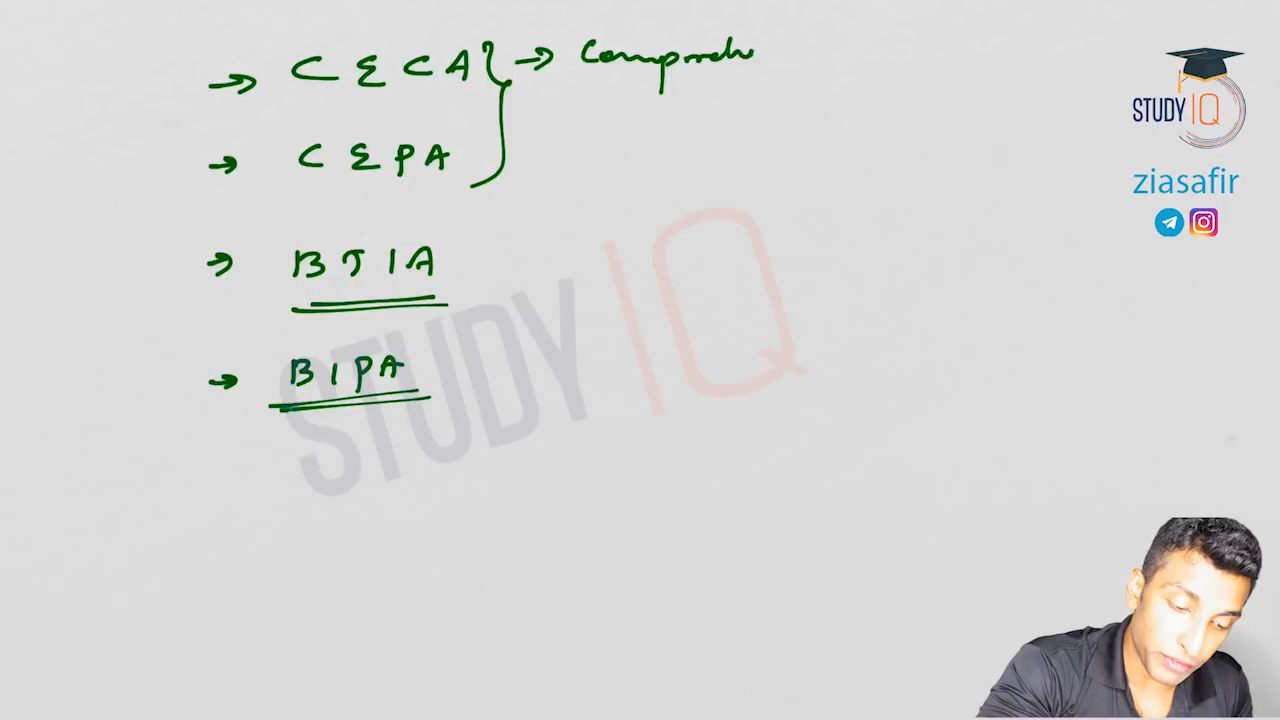 → CECA } → Comprehe
→ CEPA
→ BTIA
→ BIPA
STUDY IQ
STUDY IQ
ziasafir